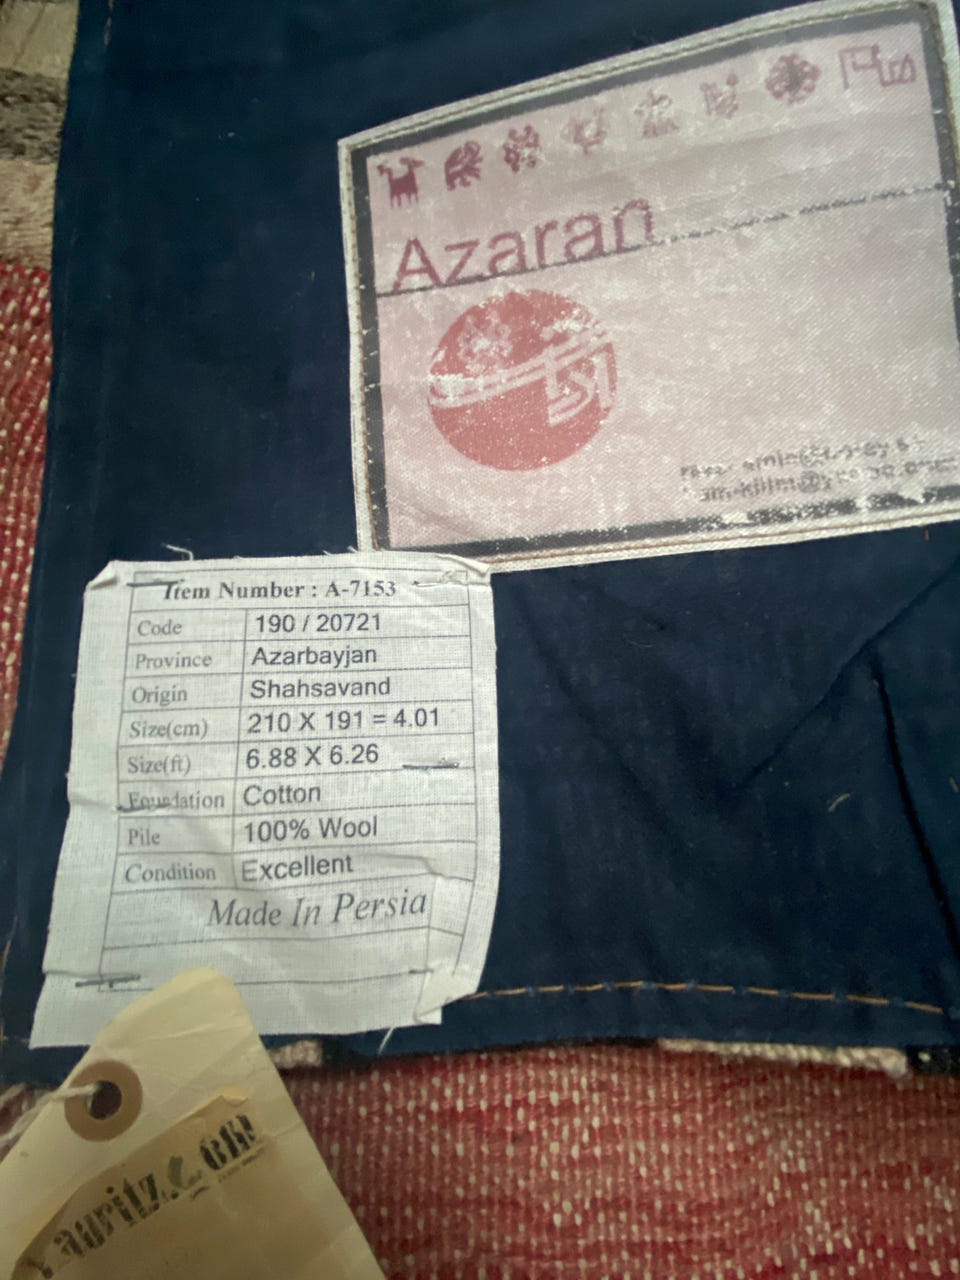 Azaran
Item Number : A-7153
Code 190 / 20721
Province Azarbayjan
Origin Shahsavand
Size(cm) 210 X 191 = 4.01
Size(ft) 6.88 X 6.26
Foundation Cotton
Pile 100% Wool
Condition Excellent
Made In Persia